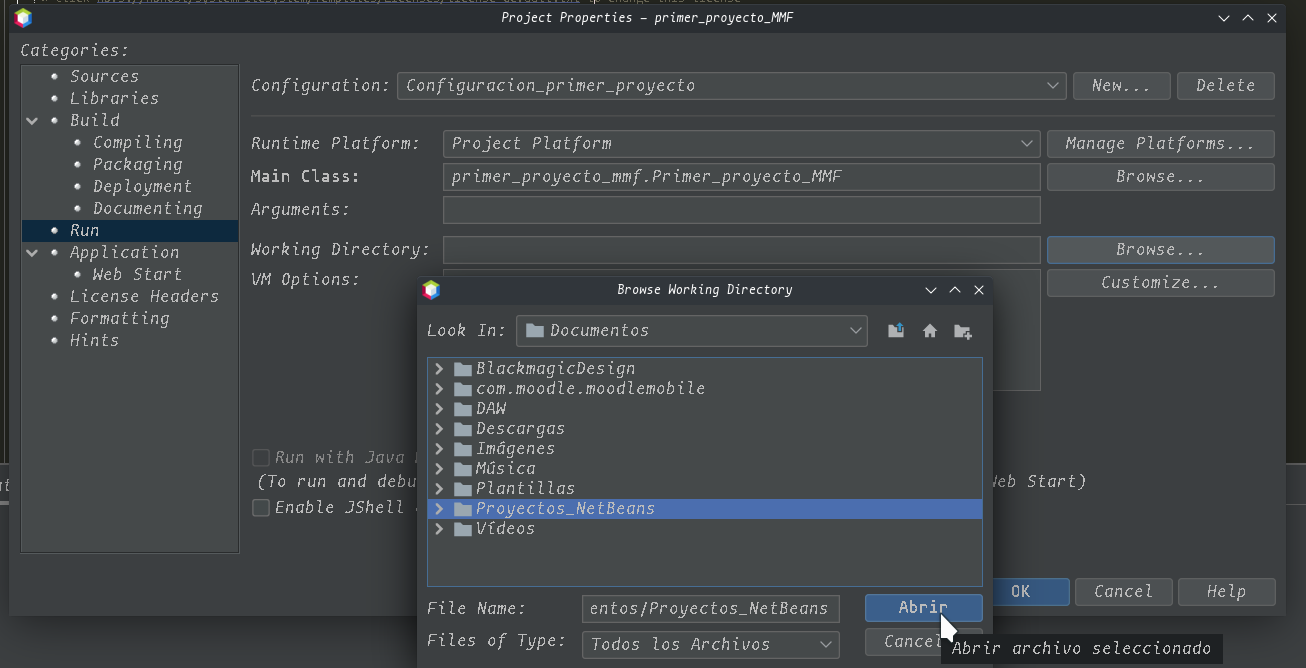 Project Properties – primer_proyecto_MMF
Categories:
Sources
Libraries
Build
Compiling
Packaging
Deployment
Documenting
Run
Application
Web Start
License Headers
Formatting
Hints
Configuration: Configuracion_primer_proyecto New... Delete
Runtime Platform: Project Platform Manage Platforms...
Main Class: primer_proyecto_mmf.Primer_proyecto_MMF Browse...
Arguments:
Working Directory: Browse...
VM Options: Customize...
Run with Java
(To run and debu Web Start)
Enable JShell
Browse Working Directory
Look In: Documentos
BlackmagicDesign
com.moodle.moodlemobile
DAW
Descargas
Imágenes
Música
Plantillas
Proyectos_NetBeans
Vídeos
File Name: entos/Proyectos_NetBeans Abrir
Files of Type: Todos los Archivos Cancel
Abrir archivo seleccionado
OK Cancel Help